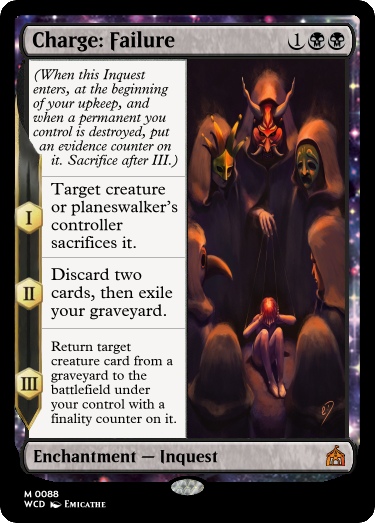 Charge: Failure
1
(When this Inquest
enters, at the beginning
of your upkeep, and
when a permanent you
control is destroyed, put
an evidence counter on
it. Sacrifice after III.)
I
Target creature
or planeswalker's
controller
sacrifices it.
II
Discard two
cards, then exile
your graveyard.
III
Return target
creature card from a
graveyard to the
battlefield under
your control with a
finality counter on it.
Enchantment — Inquest
M 0088
WCD Emicathe